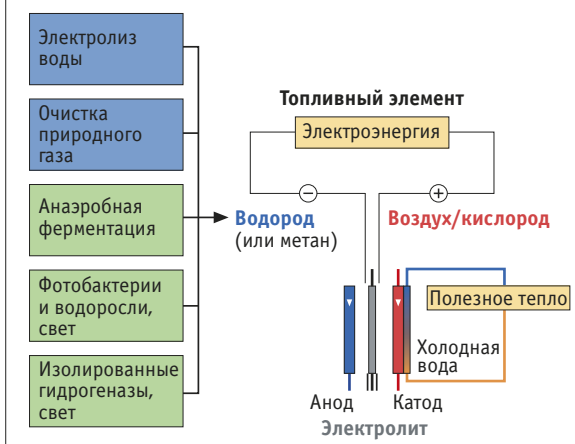 Электролиз
воды
Очистка
природного
газа
Анаэробная
ферментация
Фотобактерии
и водоросли,
свет
Изолированные
гидрогеназы,
свет
Топливный элемент
Электроэнергия
− +
Водород
(или метан)
Воздух/кислород
Полезное тепло
Холодная
вода
Анод Катод
Электролит